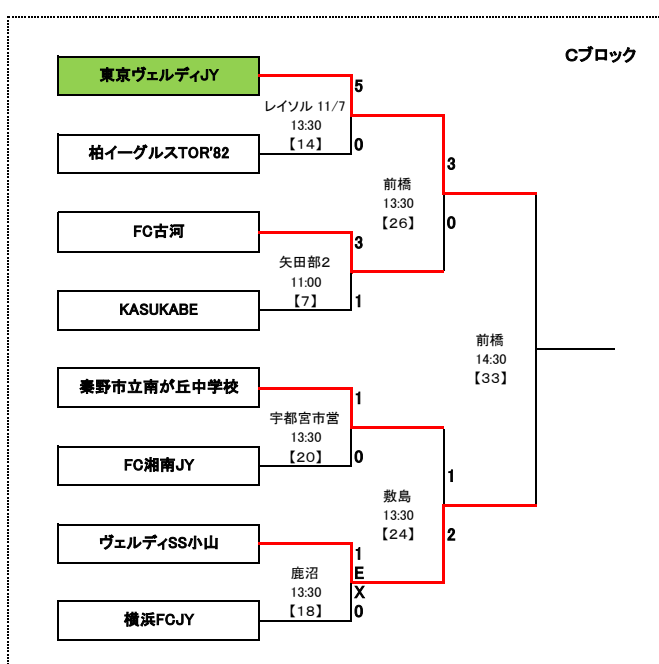 Cブロック
東京ヴェルディJY
5
レイソル 11/7
13:30
【14】
0
柏イーグルスTOR'82
3
前橋
13:30
【26】
0
FC古河
3
矢田部2
11:00
【7】
1
KASUKABE
前橋
14:30
【33】
秦野市立南が丘中学校
1
宇都宮市営
13:30
【20】
0
FC湘南JY
1
敷島
13:30
【24】
2
ヴェルディSS小山
1
E
X
0
鹿沼
13:30
【18】
横浜FCJY